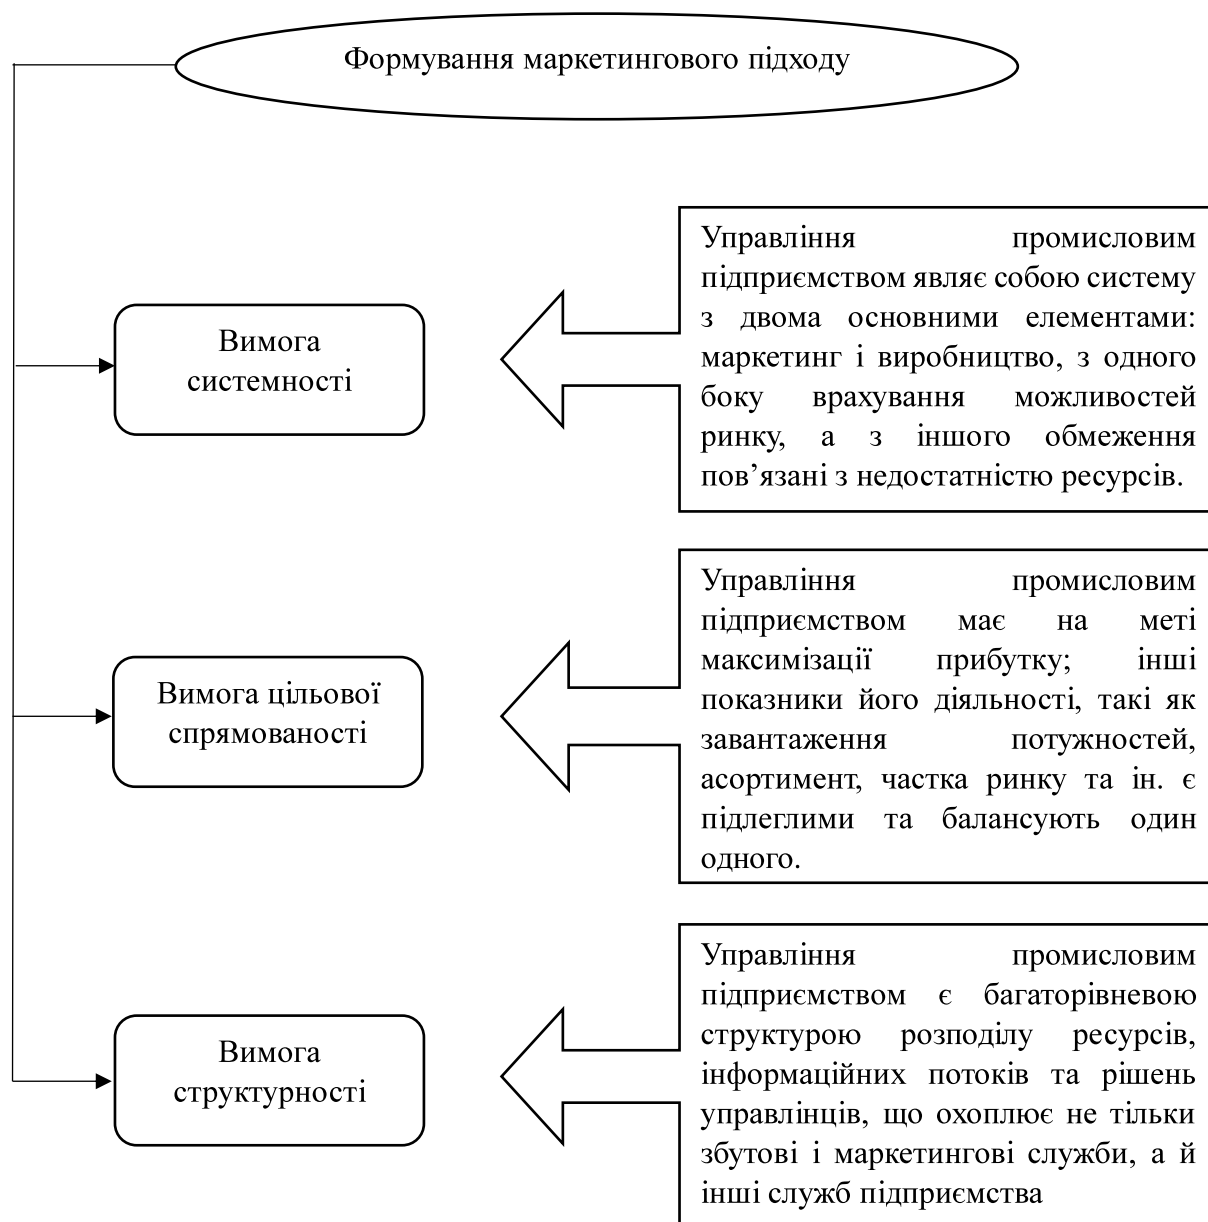 Формування маркетингового підходу
Вимога
системності
Управління промисловим
підприємством являє собою систему
з двома основними елементами:
маркетинг і виробництво, з одного
боку врахування можливостей
ринку, а з іншого обмеження
пов’язані з недостатністю ресурсів.
Вимога цільової
спрямованості
Управління промисловим
підприємством має на меті
максимізації прибутку; інші
показники його діяльності, такі як
завантаження потужностей,
асортимент, частка ринку та ін. є
підлеглими та балансують один
одного.
Вимога
структурності
Управління промисловим
підприємством є багаторівневою
структурою розподілу ресурсів,
інформаційних потоків та рішень
управлінців, що охоплює не тільки
збутові і маркетингові служби, а й
інші служб підприємства